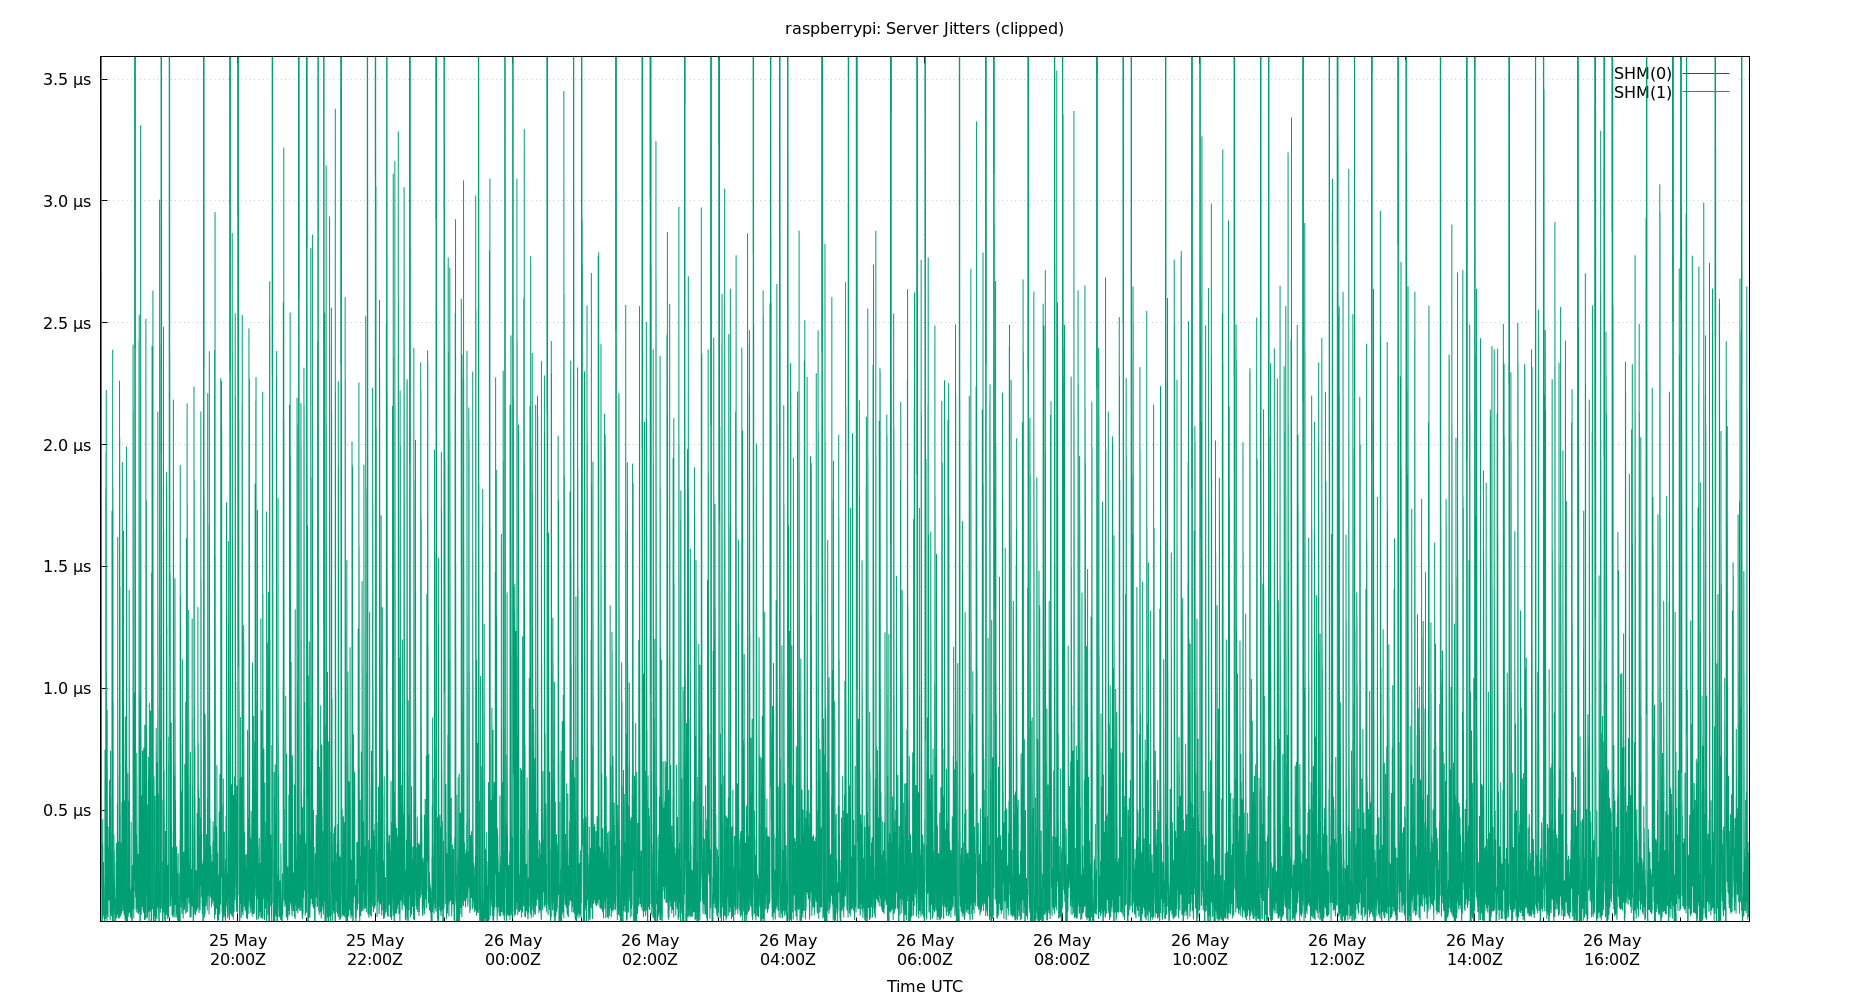 raspberrypi: Server Jitters (clipped)
SHM(0)
SHM(1)
3.5 µs
3.0 µs
2.5 µs
2.0 µs
1.5 µs
1.0 µs
0.5 µs
25 May 25 May 26 May 26 May 26 May 26 May 26 May 26 May 26 May 26 May 26 May
20:00Z 22:00Z 00:00Z 02:00Z 04:00Z 06:00Z 08:00Z 10:00Z 12:00Z 14:00Z 16:00Z
Time UTC